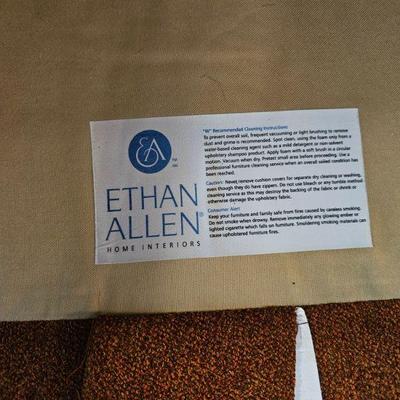 EA
ETHAN
ALLEN®
HOME INTERIORS
"W" Recommended Cleaning Instructions
To prevent overall soil, frequent vacuuming or light brushing to remove
dust and grime is recommended. Spot clean, using the foam only from a
water-based cleaning agent such as a mild detergent or non-solvent
upholstery shampoo product. Apply foam with a soft brush in a circular
motion. Vacuum when dry. Pretest small area before proceeding. Use a
professional furniture cleaning service when an overall soiled condition has
been reached.
Caution: Never remove cushion covers for separate dry cleaning or washing,
even though they do have zippers. Do not use bleach or any tumble method
cleaning service as this may destroy the backing of the fabric or shrink or
otherwise damage the upholstery fabric.
Consumer Alert
Keep your furniture and family safe from fires caused by careless smoking.
Do not smoke when drowsy. Remove immediately any glowing ember or
lighted cigarette which falls on furniture. Smoldering smoking materials can
cause upholstered furniture fires.